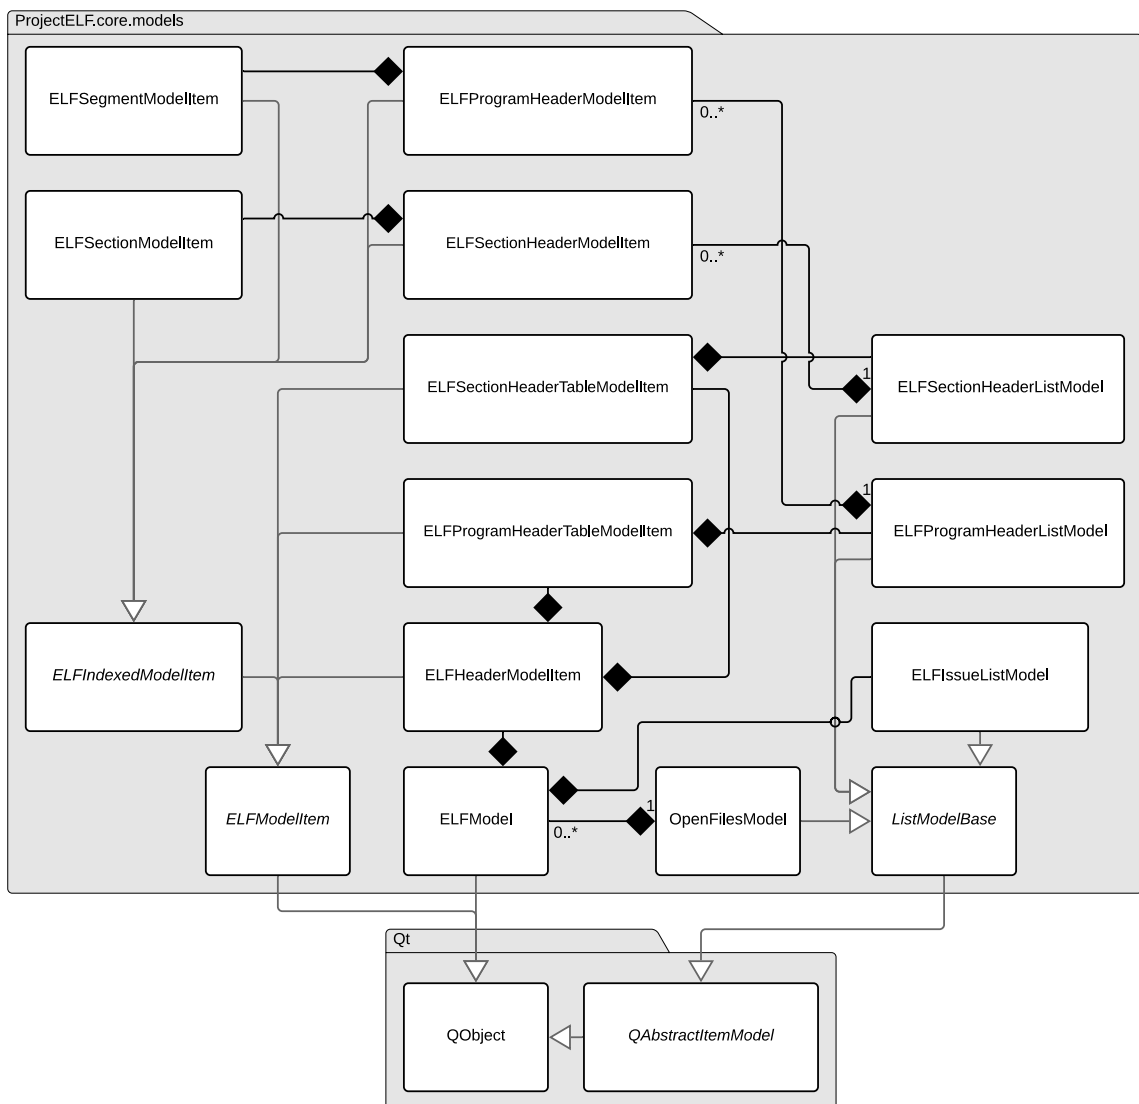 ProjectELF.core.models
ELFSegmentModelItem
ELFProgramHeaderModelItem
0..*
ELFSectionModelItem
ELFSectionHeaderModelItem
0..*
ELFSectionHeaderTableModelItem
1
ELFSectionHeaderListModel
ELFProgramHeaderTableModelItem
1
ELFProgramHeaderListModel
ELFIndexedModelItem
ELFHeaderModelItem
ELFIssueListModel
ELFModelItem
ELFModel
0..*
1
OpenFilesModel
ListModelBase
Qt
QObject
QAbstractItemModel